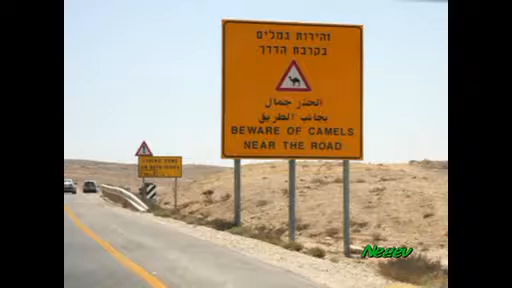 זהירות גמלים
בקרבת הדרך
الحذر جمال
بجانب الطريق
BEWARE OF CAMELS
NEAR THE ROAD
Negev